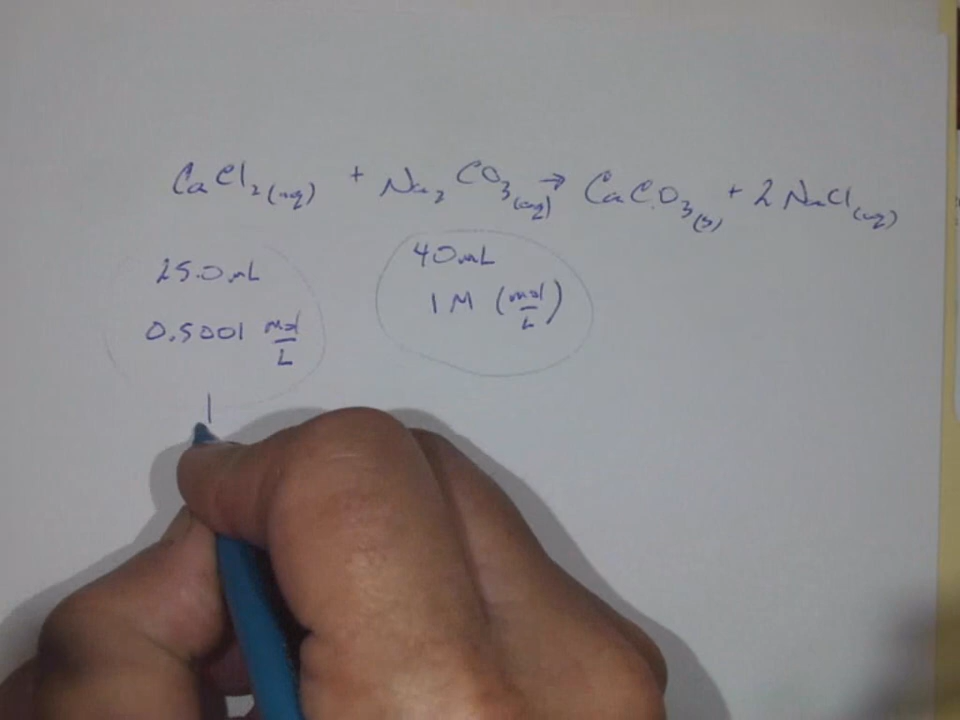 CaCl₂(aq) + Na₂CO₃(aq) → CaCO₃(s) + 2 NaCl(aq)
25.0 mL
0.5001 mol/L
40 mL
1 M (mol/L)